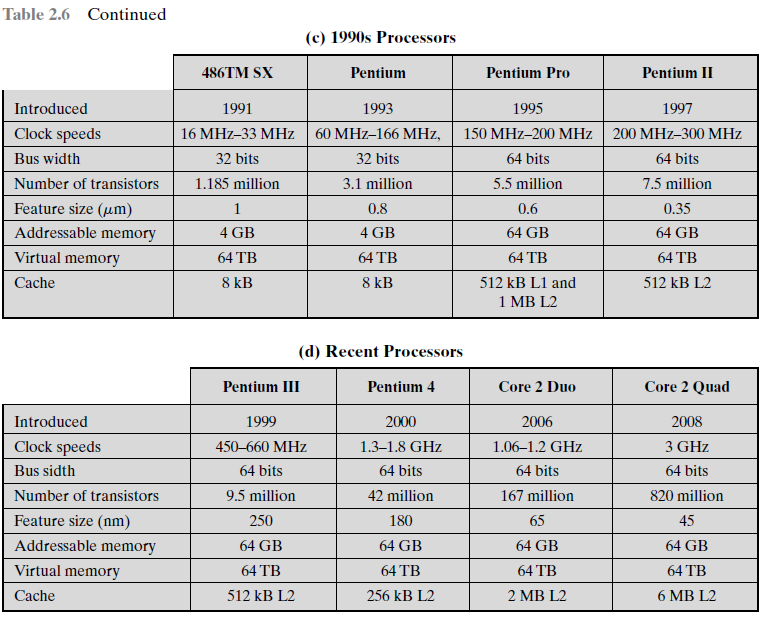 Table 2.6 Continued
(c) 1990s Processors
486TM SX Pentium Pentium Pro Pentium II
Introduced 1991 1993 1995 1997
Clock speeds 16 MHz–33 MHz 60 MHz–166 MHz, 150 MHz–200 MHz 200 MHz–300 MHz
Bus width 32 bits 32 bits 64 bits 64 bits
Number of transistors 1.185 million 3.1 million 5.5 million 7.5 million
Feature size (μm) 1 0.8 0.6 0.35
Addressable memory 4 GB 4 GB 64 GB 64 GB
Virtual memory 64 TB 64 TB 64 TB 64 TB
Cache 8 kB 8 kB 512 kB L1 and 512 kB L2
1 MB L2
(d) Recent Processors
Pentium III Pentium 4 Core 2 Duo Core 2 Quad
Introduced 1999 2000 2006 2008
Clock speeds 450–660 MHz 1.3–1.8 GHz 1.06–1.2 GHz 3 GHz
Bus sidth 64 bits 64 bits 64 bits 64 bits
Number of transistors 9.5 million 42 million 167 million 820 million
Feature size (nm) 250 180 65 45
Addressable memory 64 GB 64 GB 64 GB 64 GB
Virtual memory 64 TB 64 TB 64 TB 64 TB
Cache 512 kB L2 256 kB L2 2 MB L2 6 MB L2